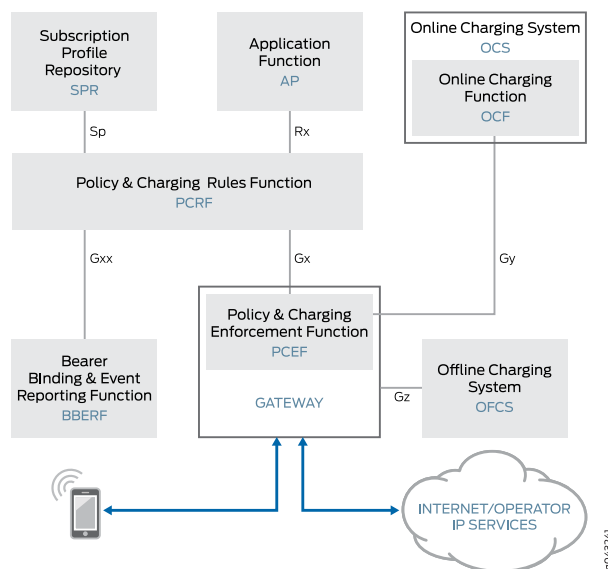 Subscription
Profile
Repository
SPR
Application
Function
AP
Online Charging System
OCS
Online Charging
Function
OCF
Sp
Rx
Policy & Charging Rules Function
PCRF
Gxx
Gx
Gy
Policy & Charging
Enforcement Function
PCEF
GATEWAY
Bearer
BInding & Event
Reporting Function
BBERF
Gz
Offline Charging
System
OFCS
INTERNET/OPERATOR
IP SERVICES
g043241